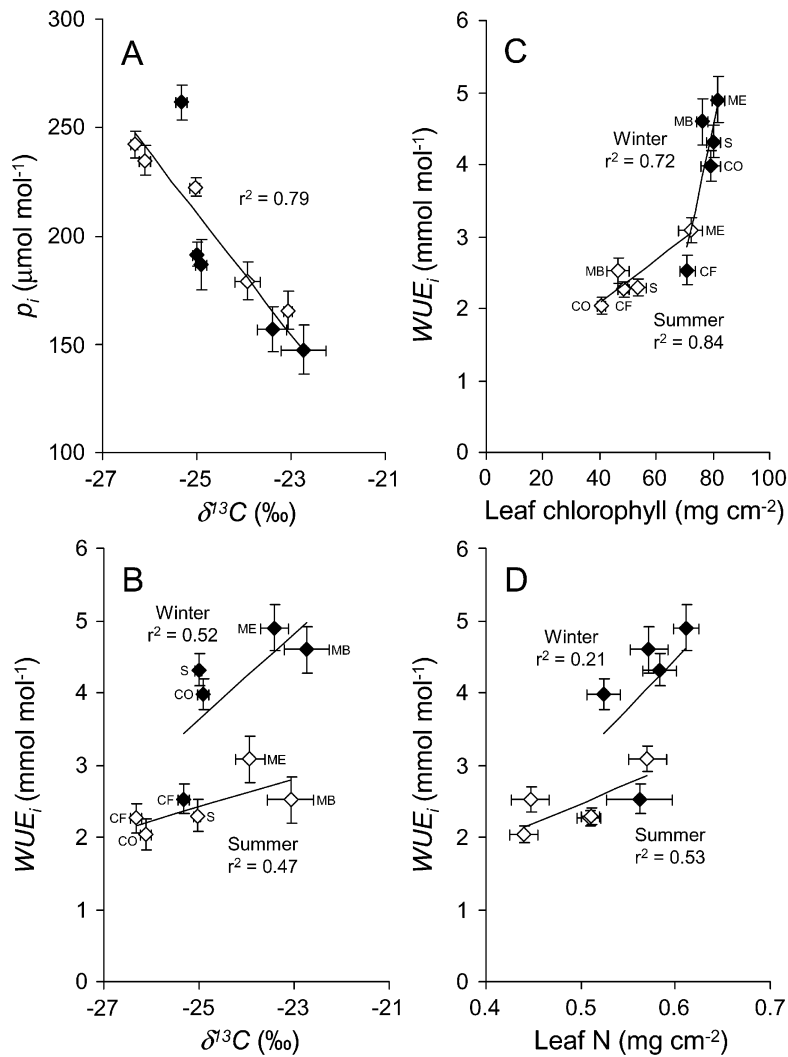 A
300
250
200
150
100
p_i (μmol mol⁻¹)
r² = 0.79
-27
-25
-23
-21
δ¹³C (‰)
C
6
5
4
3
2
1
0
WUE_i (mmol mol⁻¹)
ME
MB
Winter
S
r² = 0.72
CO
ME
MB
CF
S
CO
CF
Summer
r² = 0.84
0
20
40
60
80
100
Leaf chlorophyll (mg cm⁻²)
B
6
5
4
3
2
1
0
WUE_i (mmol mol⁻¹)
Winter
r² = 0.52
ME
MB
S
CO
ME
CF
MB
CF
S
CO
Summer
r² = 0.47
-27
-25
-23
-21
δ¹³C (‰)
D
6
5
4
3
2
1
0
WUE_i (mmol mol⁻¹)
Winter
r² = 0.21
Summer
r² = 0.53
0.4
0.5
0.6
0.7
Leaf N (mg cm⁻²)